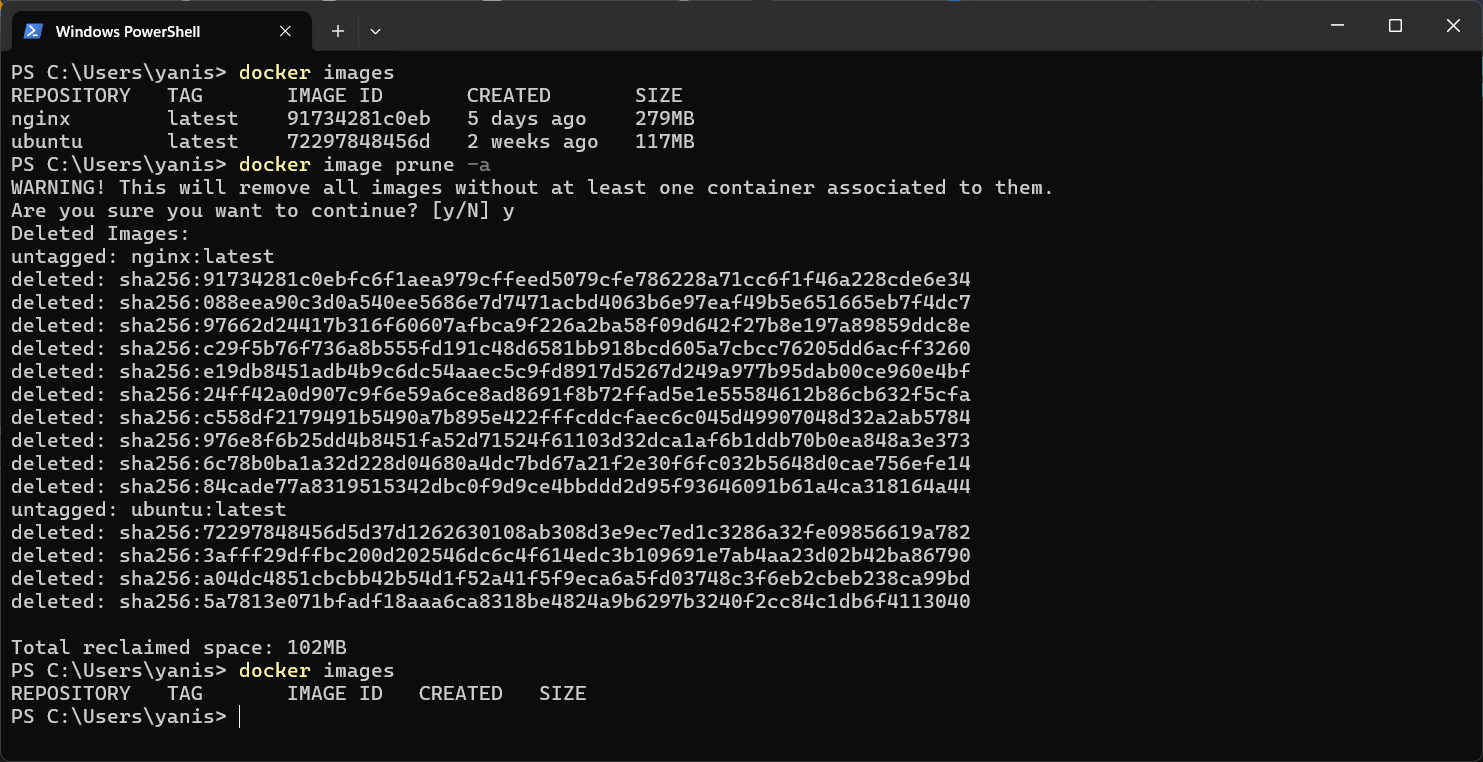 Windows PowerShell
PS C:\Users\yanis> docker images
REPOSITORY   TAG       IMAGE ID       CREATED       SIZE
nginx        latest    91734281c0eb   5 days ago    279MB
ubuntu       latest    72297848456d   2 weeks ago   117MB
PS C:\Users\yanis> docker image prune -a
WARNING! This will remove all images without at least one container associated to them.
Are you sure you want to continue? [y/N] y
Deleted Images:
untagged: nginx:latest
deleted: sha256:91734281c0ebfc6f1aea979cffeed5079cfe786228a71cc6f1f46a228cde6e34
deleted: sha256:088eea90c3d0a540ee5686e7d7471acbd4063b6e97eaf49b5e651665eb7f4dc7
deleted: sha256:97662d24417b316f60607afbca9f226a2ba58f09d642f27b8e197a89859ddc8e
deleted: sha256:c29f5b76f736a8b555fd191c48d6581bb918bcd605a7cbcc76205dd6acff3260
deleted: sha256:e19db8451adb4b9c6dc54aaec5c9fd8917d5267d249a977b95dab00ce960e4bf
deleted: sha256:24ff42a0d907c9f6e59a6ce8ad8691f8b72ffad5e1e55584612b86cb632f5cfa
deleted: sha256:c558df2179491b5490a7b895e422fffcddcfaec6c045d49907048d32a2ab5784
deleted: sha256:976e8f6b25dd4b8451fa52d71524f61103d32dca1af6b1ddb70b0ea848a3e373
deleted: sha256:6c78b0ba1a32d228d04680a4dc7bd67a21f2e30f6fc032b5648d0cae756efe14
deleted: sha256:84cade77a8319515342dbc0f9d9ce4bbddd2d95f93646091b61a4ca318164a44
untagged: ubuntu:latest
deleted: sha256:72297848456d5d37d1262630108ab308d3e9ec7ed1c3286a32fe09856619a782
deleted: sha256:3afff29dffbc200d202546dc6c4f614edc3b109691e7ab4aa23d02b42ba86790
deleted: sha256:a04dc4851cbcbb42b54d1f52a41f5f9eca6a5fd03748c3f6eb2cbeb238ca99bd
deleted: sha256:5a7813e071bfadf18aaa6ca8318be4824a9b6297b3240f2cc84c1db6f4113040
Total reclaimed space: 102MB
PS C:\Users\yanis> docker images
REPOSITORY   TAG       IMAGE ID   CREATED   SIZE
PS C:\Users\yanis>